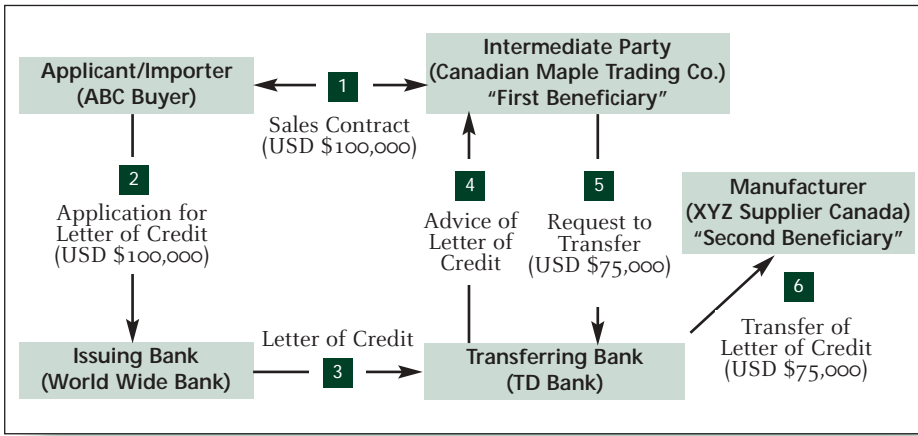 Applicant/Importer
(ABC Buyer)
1
Sales Contract
(USD $100,000)
Intermediate Party
(Canadian Maple Trading Co.)
“First Beneficiary”
2
Application for
Letter of Credit
(USD $100,000)
4
Advice of
Letter of
Credit
5
Request to
Transfer
(USD $75,000)
Manufacturer
(XYZ Supplier Canada)
“Second Beneficiary”
6
Transfer of
Letter of Credit
(USD $75,000)
Issuing Bank
(World Wide Bank)
Letter of Credit
3
Transferring Bank
(TD Bank)